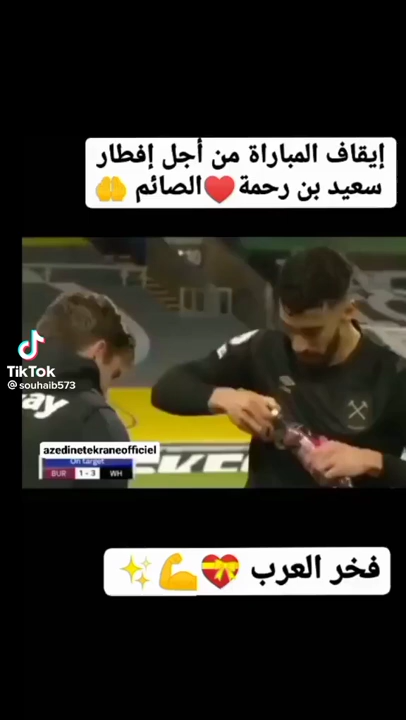 إيقاف المباراة من أجل إفطار
سعيد بن رحمة❤️الصائم 🤲
TikTok
@souhaib573
ay
azedinetekraneofficiel
On target
BUR 1 - 3 WH
فخر العرب 💝💪✨